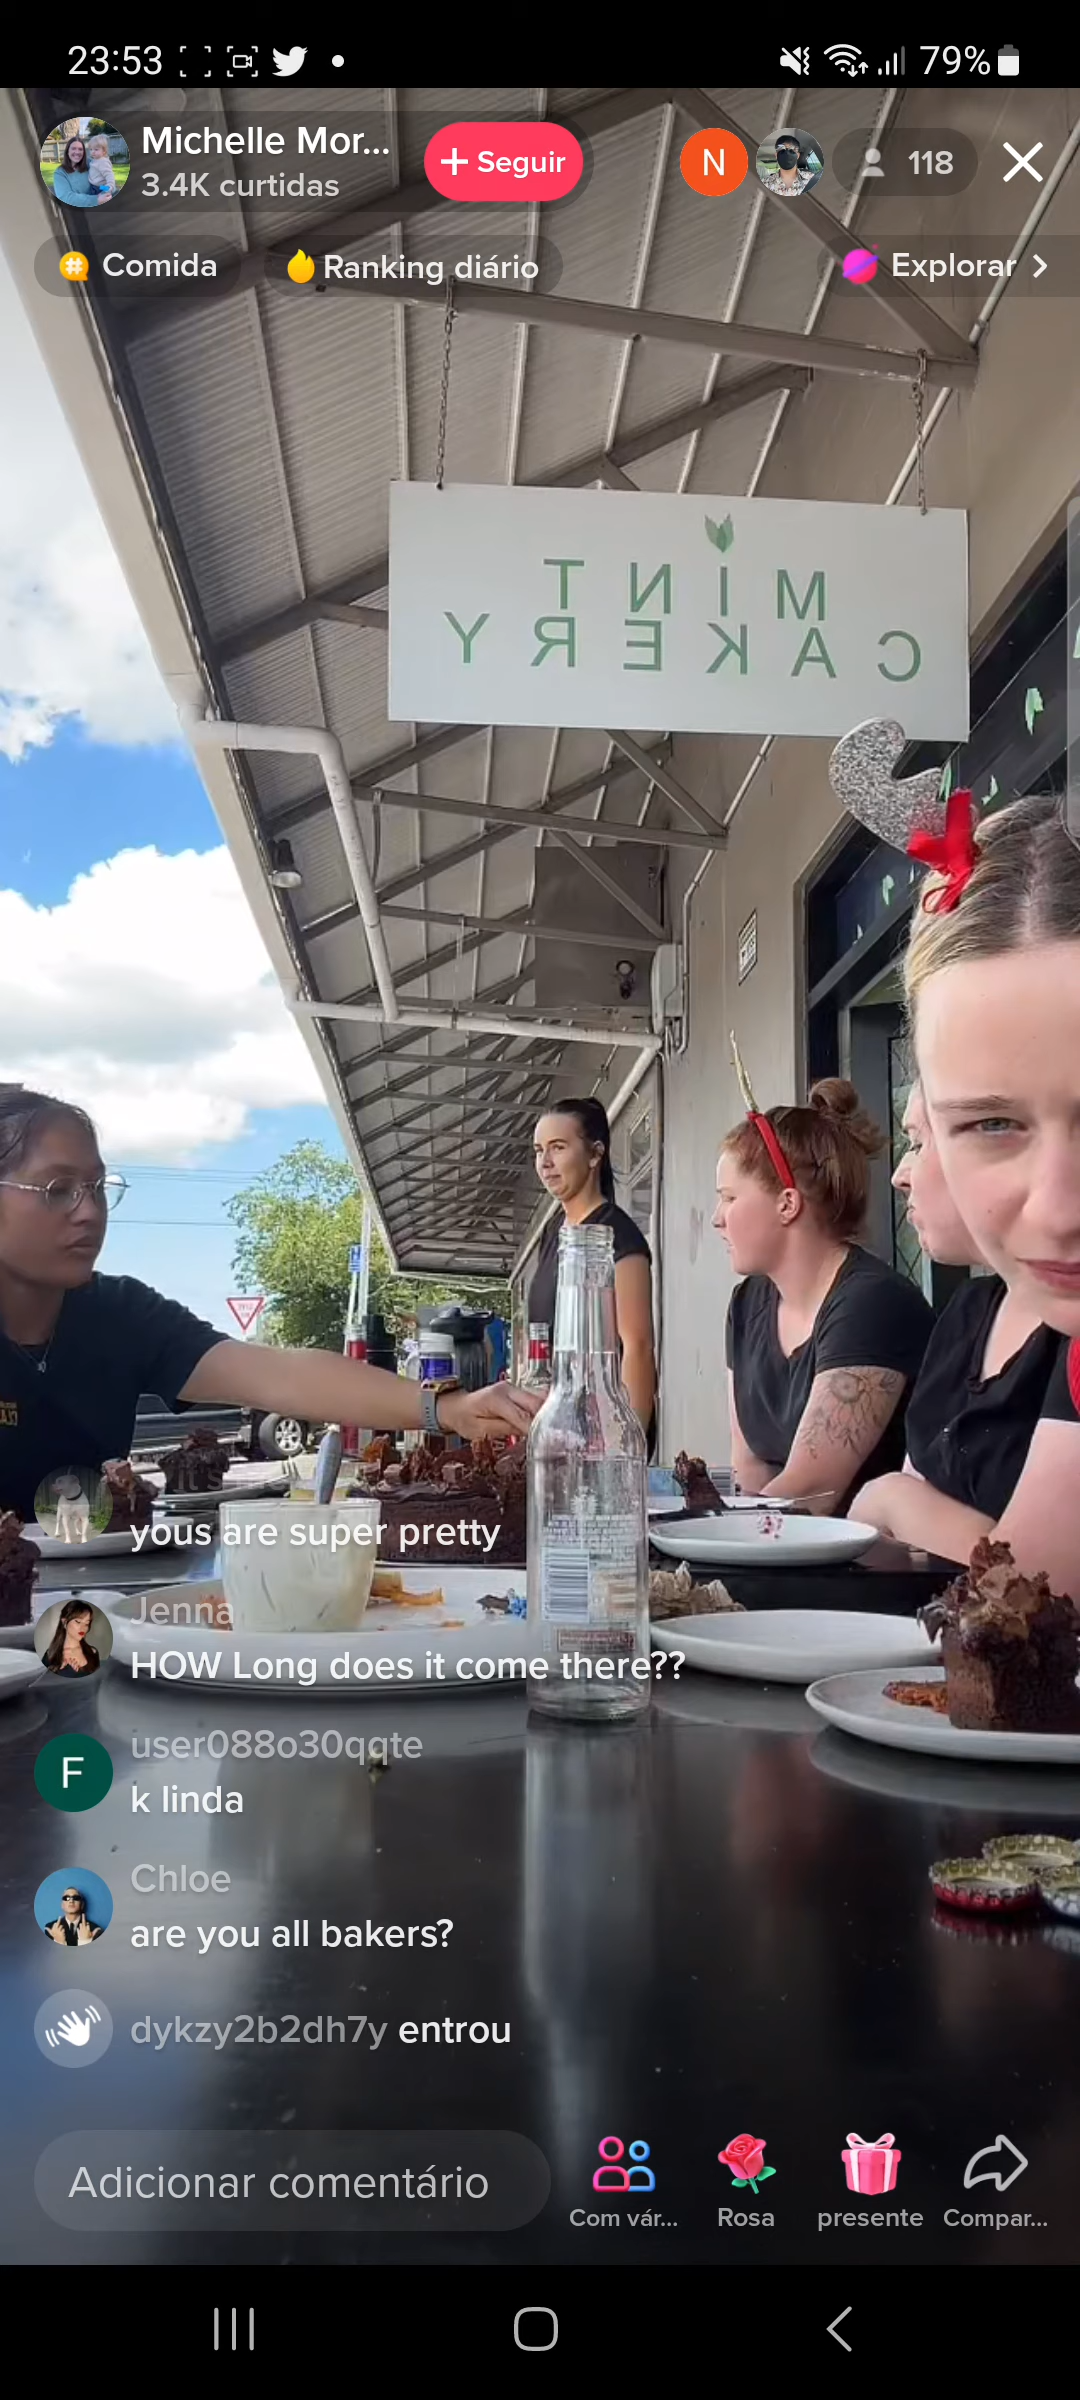 23:53
79%
Michelle Mor...
3.4K curtidas
+ Seguir
N
118
Comida
Ranking diário
Explorar >
MINT
CAKERY
yous are super pretty
Jenna
HOW Long does it come there??
F
user088o30qqte
k linda
Chloe
are you all bakers?
dykzy2b2dh7y entrou
Adicionar comentário
Com vár...
Rosa
presente
Compar...